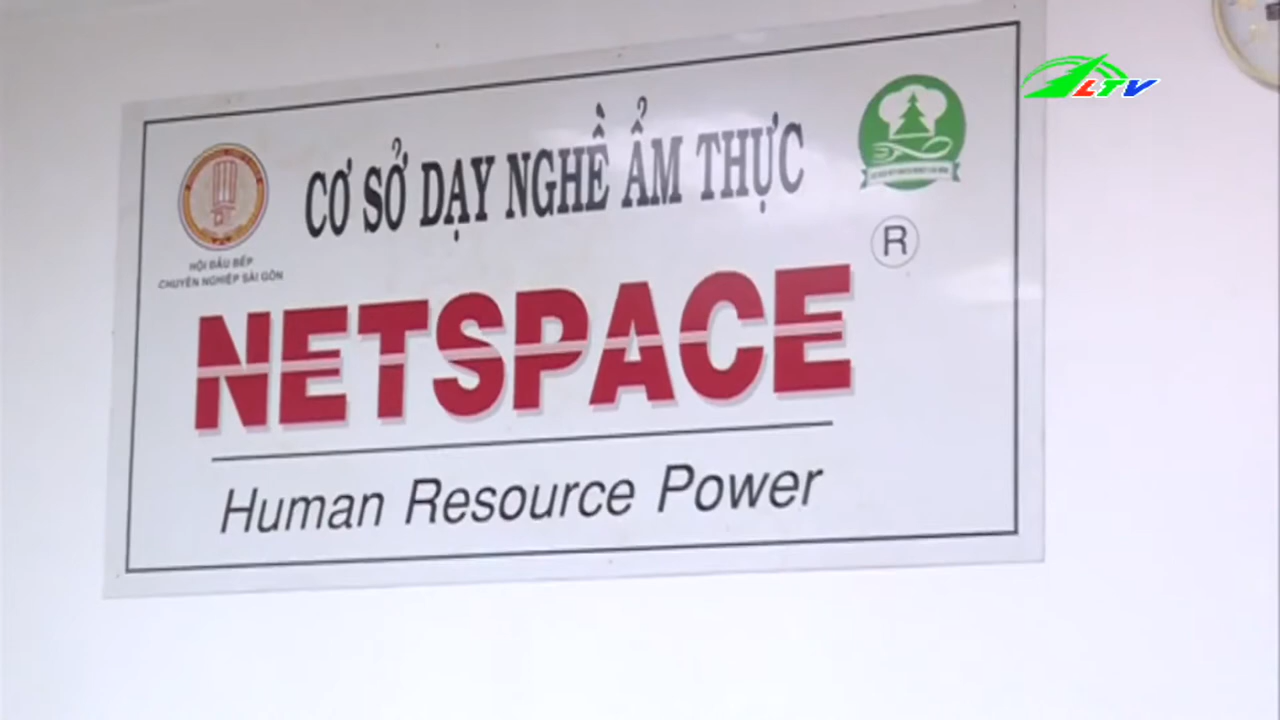 LTV
CƠ SỞ DẠY NGHỀ ẨM THỰC
HỘI ĐẦU BẾP
CHUYÊN NGHIỆP SÀI GÒN
R
NETSPACE
Human Resource Power